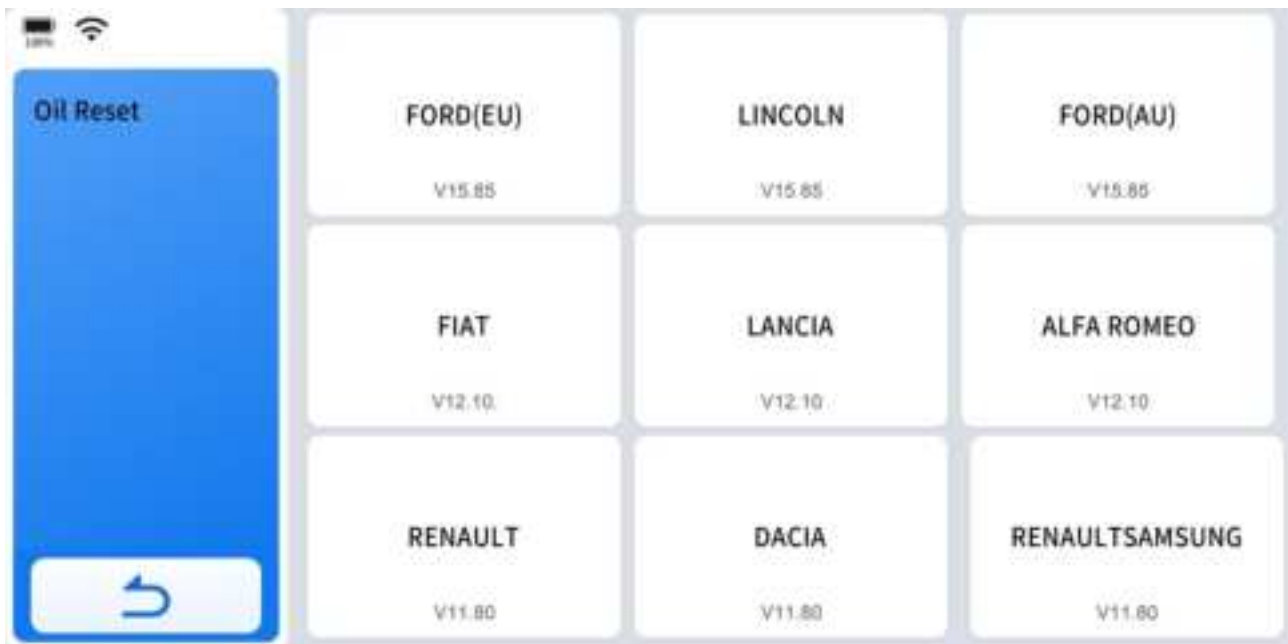 100%
Oil Reset
FORD(EU)
LINCOLN
FORD(AU)
V15.85
V15.85
V15.85
FIAT
LANCIA
ALFA ROMEO
V12.10
V12.10
V12.10
RENAULT
DACIA
RENAULTSAMSUNG
V11.80
V11.80
V11.80